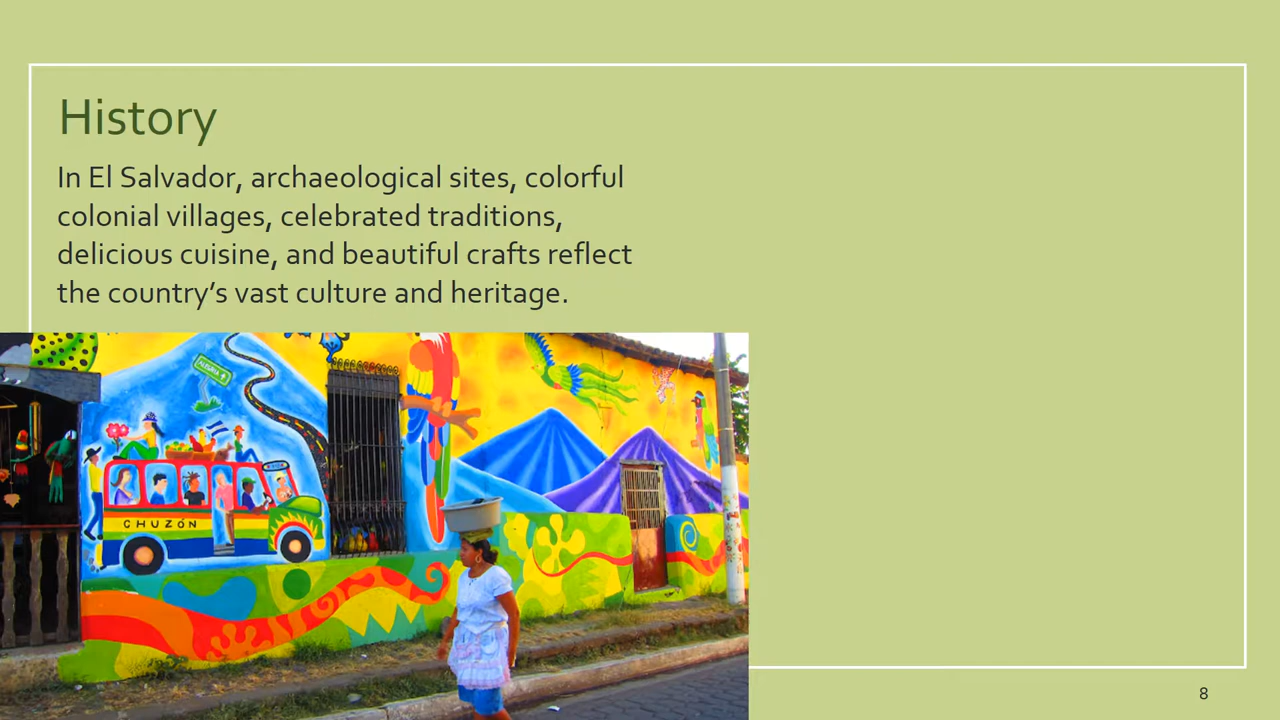 History
In El Salvador, archaeological sites, colorful
colonial villages, celebrated traditions,
delicious cuisine, and beautiful crafts reflect
the country’s vast culture and heritage.
ALEGRIA
CHUZÓN
8